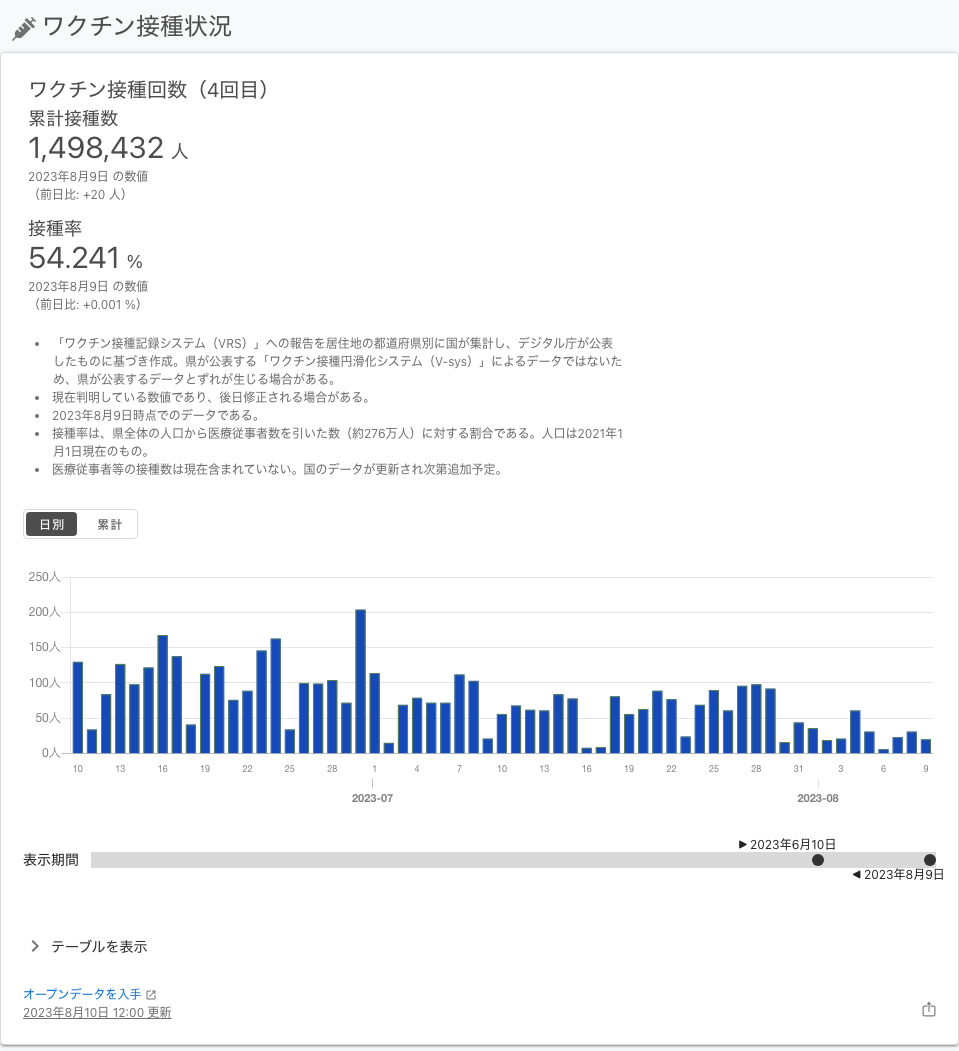 ワクチン接種状況
ワクチン接種回数（4回目）
累計接種数
1,498,432 人
2023年8月9日 の数値
（前日比: +20 人）
接種率
54.241 %
2023年8月9日 の数値
（前日比: +0.001 %）
• 「ワクチン接種記録システム（VRS）」への報告を居住地の都道府県別に国が集計し、デジタル庁が公表
したものに基づき作成。県が公表する「ワクチン接種円滑化システム（V-sys）」によるデータではないた
め、県が公表するデータとずれが生じる場合がある。
• 現在判明している数値であり、後日修正される場合がある。
• 2023年8月9日時点でのデータである。
• 接種率は、県全体の人口から医療従事者数を引いた数（約276万人）に対する割合である。人口は2021年1
月1日現在のもの。
• 医療従事者等の接種数は現在含まれていない。国のデータが更新され次第追加予定。
日別 累計
250人
200人
150人
100人
50人
0人
10 13 16 19 22 25 28 1 4 7 10 13 16 19 22 25 28 31 3 6 9
2023-07 2023-08
▶ 2023年6月10日
表示期間
◀ 2023年8月9日
テーブルを表示
オープンデータを入手
2023年8月10日 12:00 更新